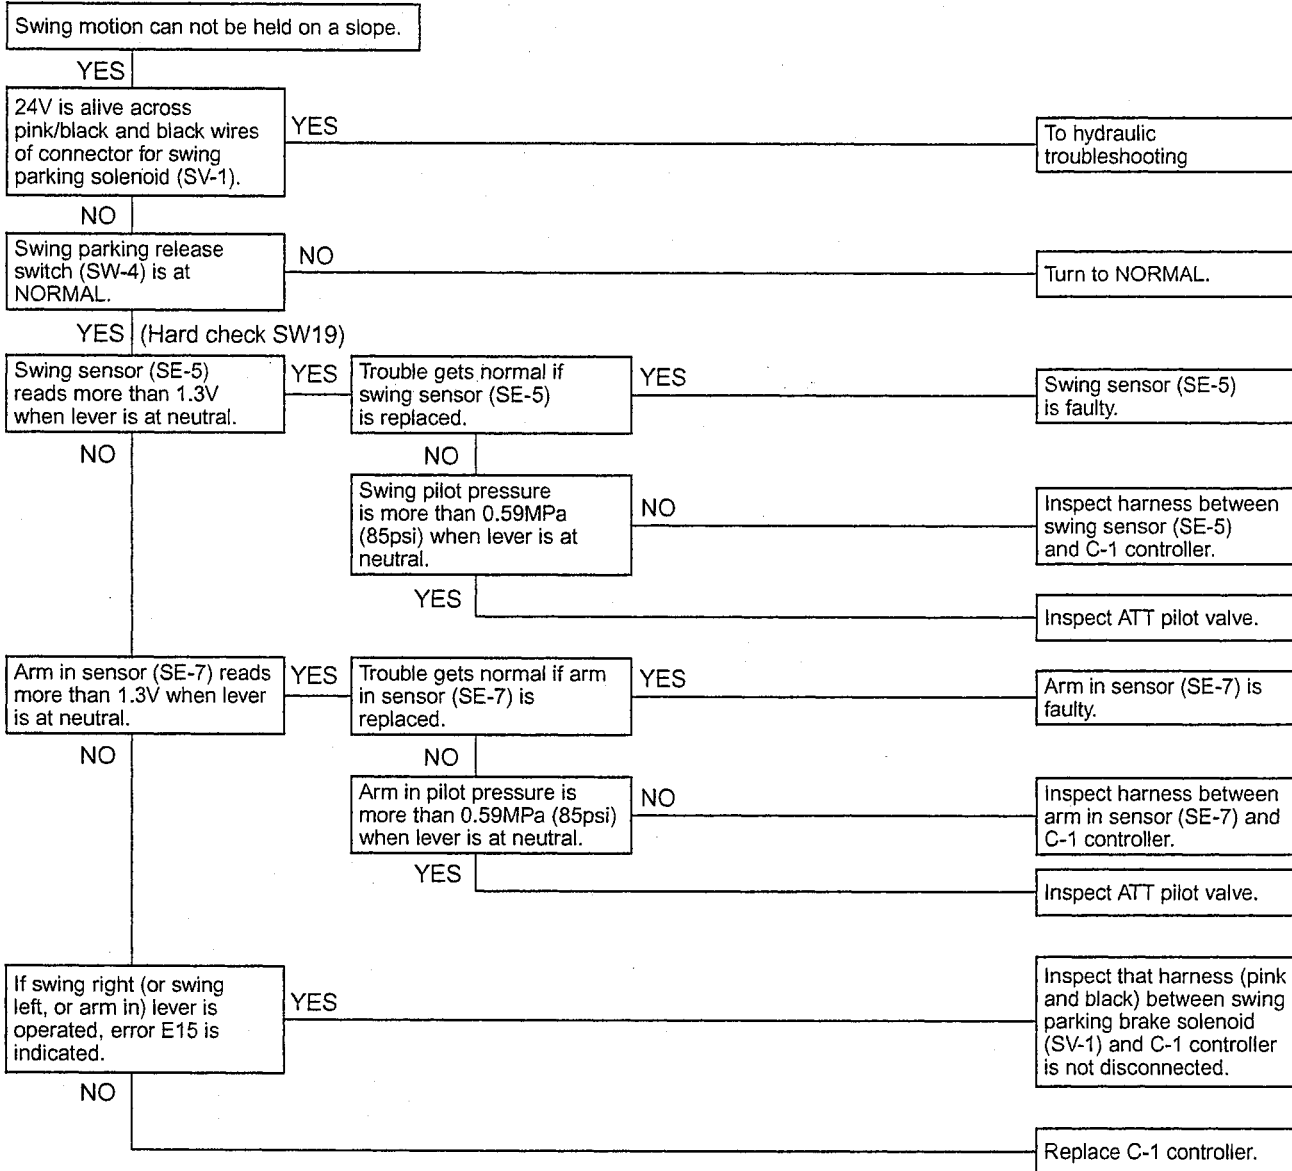 Swing motion can not be held on a slope.
YES
24V is alive across
pink/black and black wires
of connector for swing
parking solenoid (SV-1).
YES
To hydraulic
troubleshooting
NO
Swing parking release
switch (SW-4) is at
NORMAL.
NO
Turn to NORMAL.
YES (Hard check SW19)
Swing sensor (SE-5)
reads more than 1.3V
when lever is at neutral.
YES
Trouble gets normal if
swing sensor (SE-5)
is replaced.
YES
Swing sensor (SE-5)
is faulty.
NO
NO
Swing pilot pressure
is more than 0.59MPa
(85psi) when lever is at
neutral.
NO
Inspect harness between
swing sensor (SE-5)
and C-1 controller.
YES
Inspect ATT pilot valve.
Arm in sensor (SE-7) reads
more than 1.3V when lever
is at neutral.
YES
Trouble gets normal if arm
in sensor (SE-7) is
replaced.
YES
Arm in sensor (SE-7) is
faulty.
NO
NO
Arm in pilot pressure is
more than 0.59MPa (85psi)
when lever is at neutral.
NO
Inspect harness between
arm in sensor (SE-7) and
C-1 controller.
YES
Inspect ATT pilot valve.
If swing right (or swing
left, or arm in) lever is
operated, error E15 is
indicated.
YES
Inspect that harness (pink
and black) between swing
parking brake solenoid
(SV-1) and C-1 controller
is not disconnected.
NO
Replace C-1 controller.